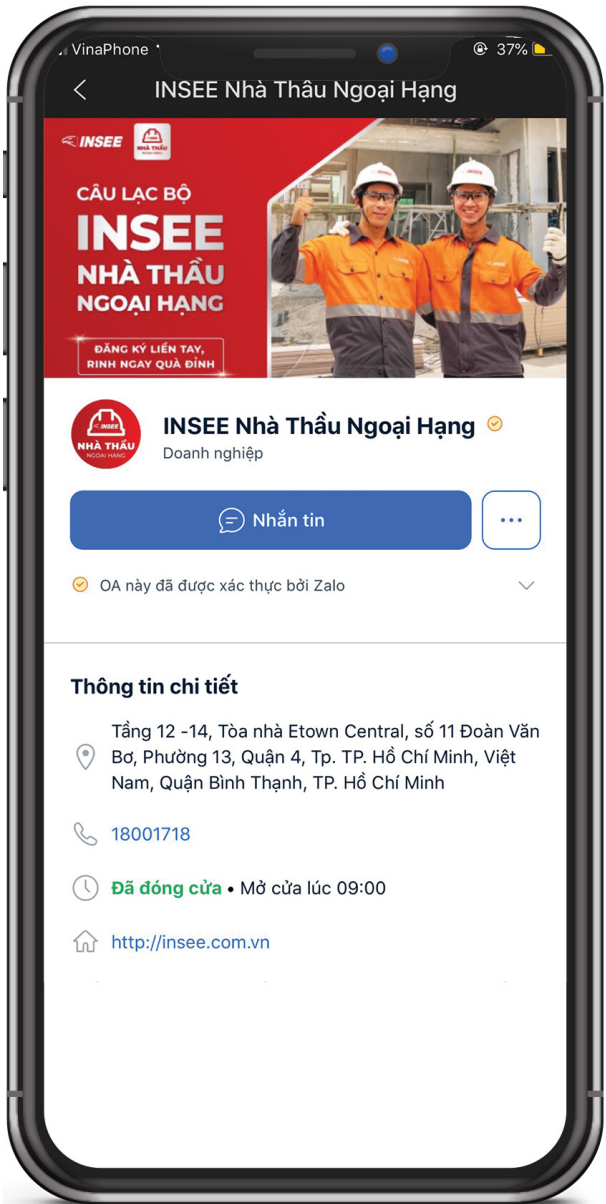 VinaPhone
37%
INSEE Nhà Thầu Ngoại Hạng
INSEE
NHÀ THẦU
CÂU LẠC BỘ
INSEE
NHÀ THẦU
NGOẠI HẠNG
ĐĂNG KÝ LIỀN TAY,
RINH NGAY QUÀ ĐỈNH
INSEE
NHÀ THẦU
NGOẠI HẠNG
INSEE Nhà Thầu Ngoại Hạng
Doanh nghiệp
Nhắn tin
OA này đã được xác thực bởi Zalo
Thông tin chi tiết
Tầng 12 -14, Tòa nhà Etown Central, số 11 Đoàn Văn
Bơ, Phường 13, Quận 4, Tp. TP. Hồ Chí Minh, Việt
Nam, Quận Bình Thạnh, TP. Hồ Chí Minh
18001718
Đã đóng cửa • Mở cửa lúc 09:00
http://insee.com.vn